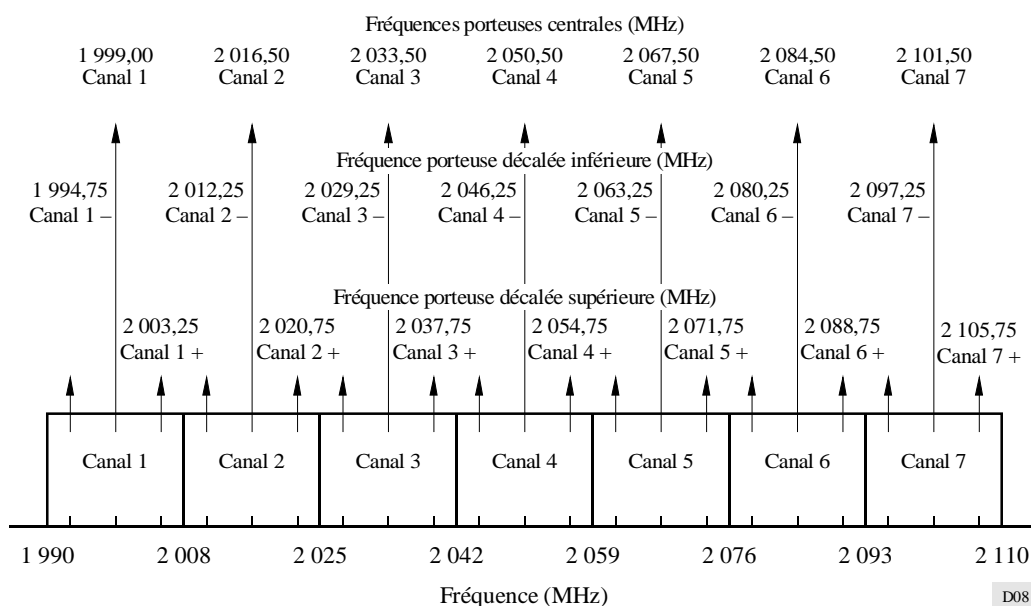 Fréquences porteuses centrales (MHz)
1 999,00 2 016,50 2 033,50 2 050,50 2 067,50 2 084,50 2 101,50
Canal 1 Canal 2 Canal 3 Canal 4 Canal 5 Canal 6 Canal 7
Fréquence porteuse décalée inférieure (MHz)
1 994,75 2 012,25 2 029,25 2 046,25 2 063,25 2 080,25 2 097,25
Canal 1 – Canal 2 – Canal 3 – Canal 4 – Canal 5 – Canal 6 – Canal 7 –
Fréquence porteuse décalée supérieure (MHz)
2 003,25 2 020,75 2 037,75 2 054,75 2 071,75 2 088,75 2 105,75
Canal 1 + Canal 2 + Canal 3 + Canal 4 + Canal 5 + Canal 6 + Canal 7 +
Canal 1 Canal 2 Canal 3 Canal 4 Canal 5 Canal 6 Canal 7
1 990 2 008 2 025 2 042 2 059 2 076 2 093 2 110
Fréquence (MHz)
D08